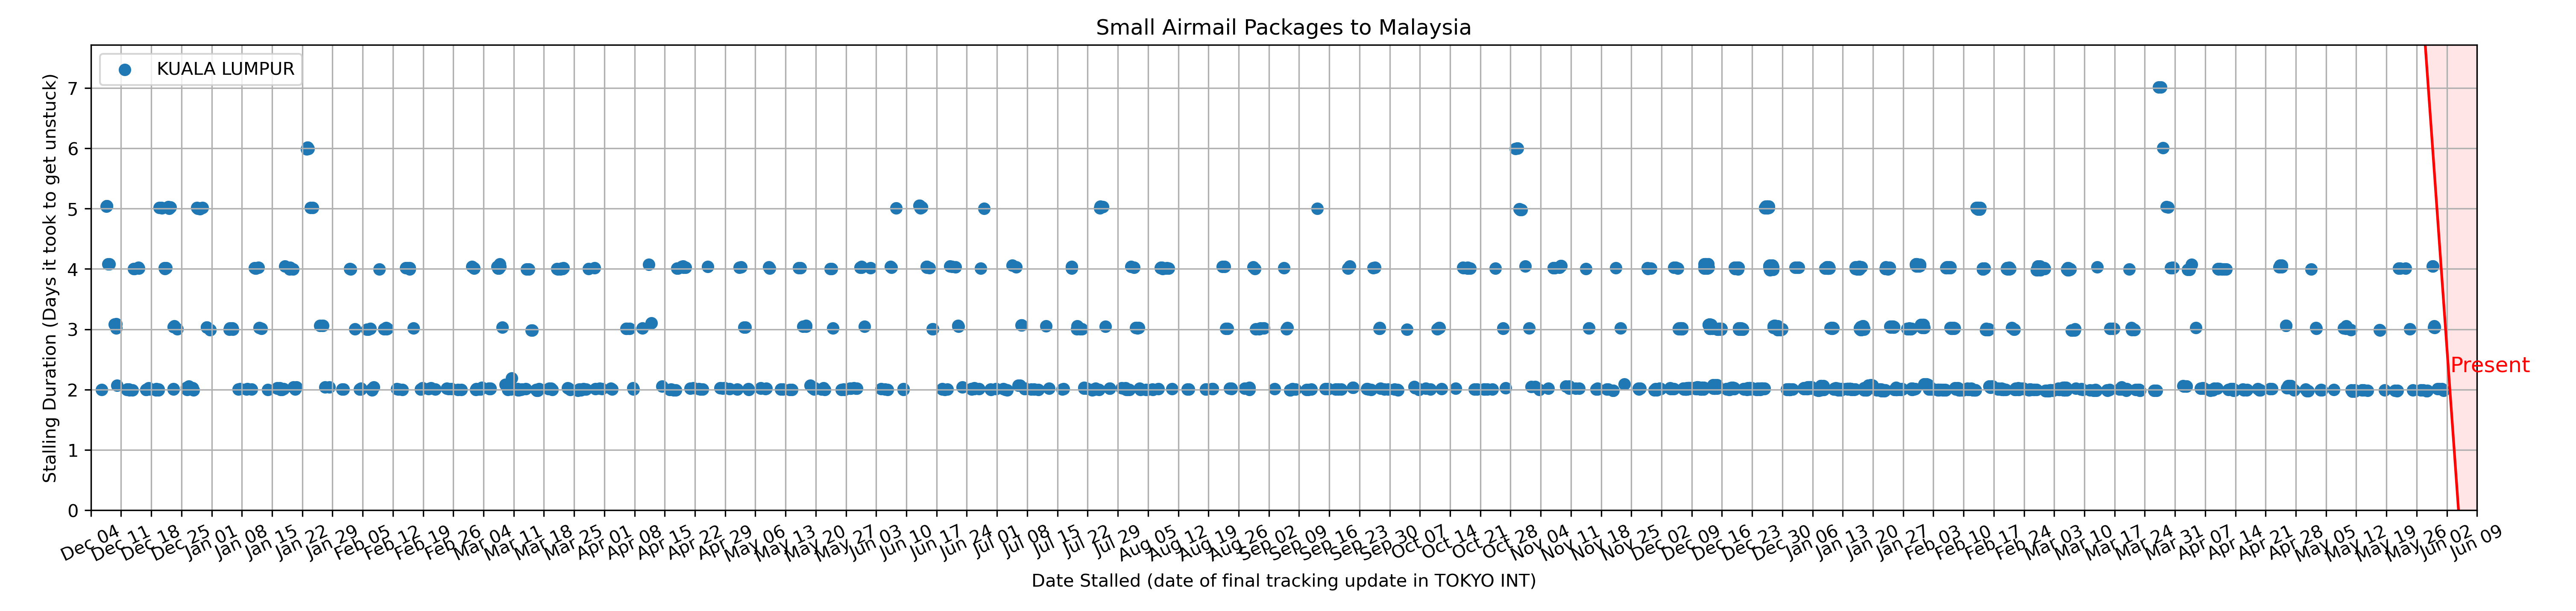 Small Airmail Packages to Malaysia
KUALA LUMPUR
Stalling Duration (Days it took to get unstuck)
7
6
5
4
3
2
1
0
Present
Dec 04
Dec 11
Dec 18
Dec 25
Jan 01
Jan 08
Jan 15
Jan 22
Jan 29
Feb 05
Feb 12
Feb 19
Feb 26
Mar 04
Mar 11
Mar 18
Mar 25
Apr 01
Apr 08
Apr 15
Apr 22
Apr 29
May 06
May 13
May 20
May 27
Jun 03
Jun 10
Jun 17
Jun 24
Jul 01
Jul 08
Jul 15
Jul 22
Jul 29
Aug 05
Aug 12
Aug 19
Aug 26
Sep 02
Sep 09
Sep 16
Sep 23
Sep 30
Oct 07
Oct 14
Oct 21
Oct 28
Nov 04
Nov 11
Nov 18
Nov 25
Dec 02
Dec 09
Dec 16
Dec 23
Dec 30
Jan 06
Jan 13
Jan 20
Jan 27
Feb 03
Feb 10
Feb 17
Feb 24
Mar 03
Mar 10
Mar 17
Mar 24
Mar 31
Apr 07
Apr 14
Apr 21
Apr 28
May 05
May 12
May 19
May 26
Jun 02
Jun 09
Date Stalled (date of final tracking update in TOKYO INT)